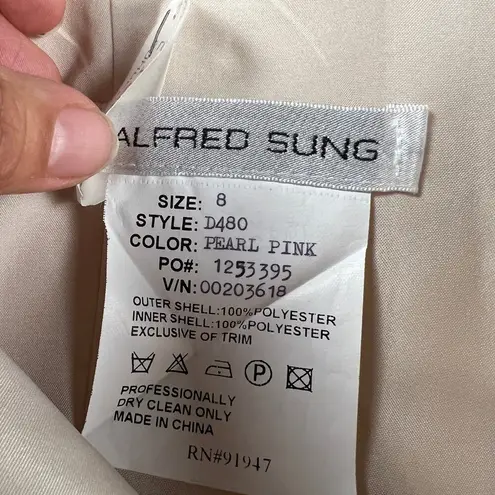 ALFRED SUNG
SIZE: 8
STYLE: D480
COLOR: PEARL PINK
PO#: 1253395
V/N: 00203618
OUTER SHELL:100%POLYESTER
INNER SHELL:100%POLYESTER
EXCLUSIVE OF TRIM
P
PROFESSIONALLY
DRY CLEAN ONLY
MADE IN CHINA
RN#91947